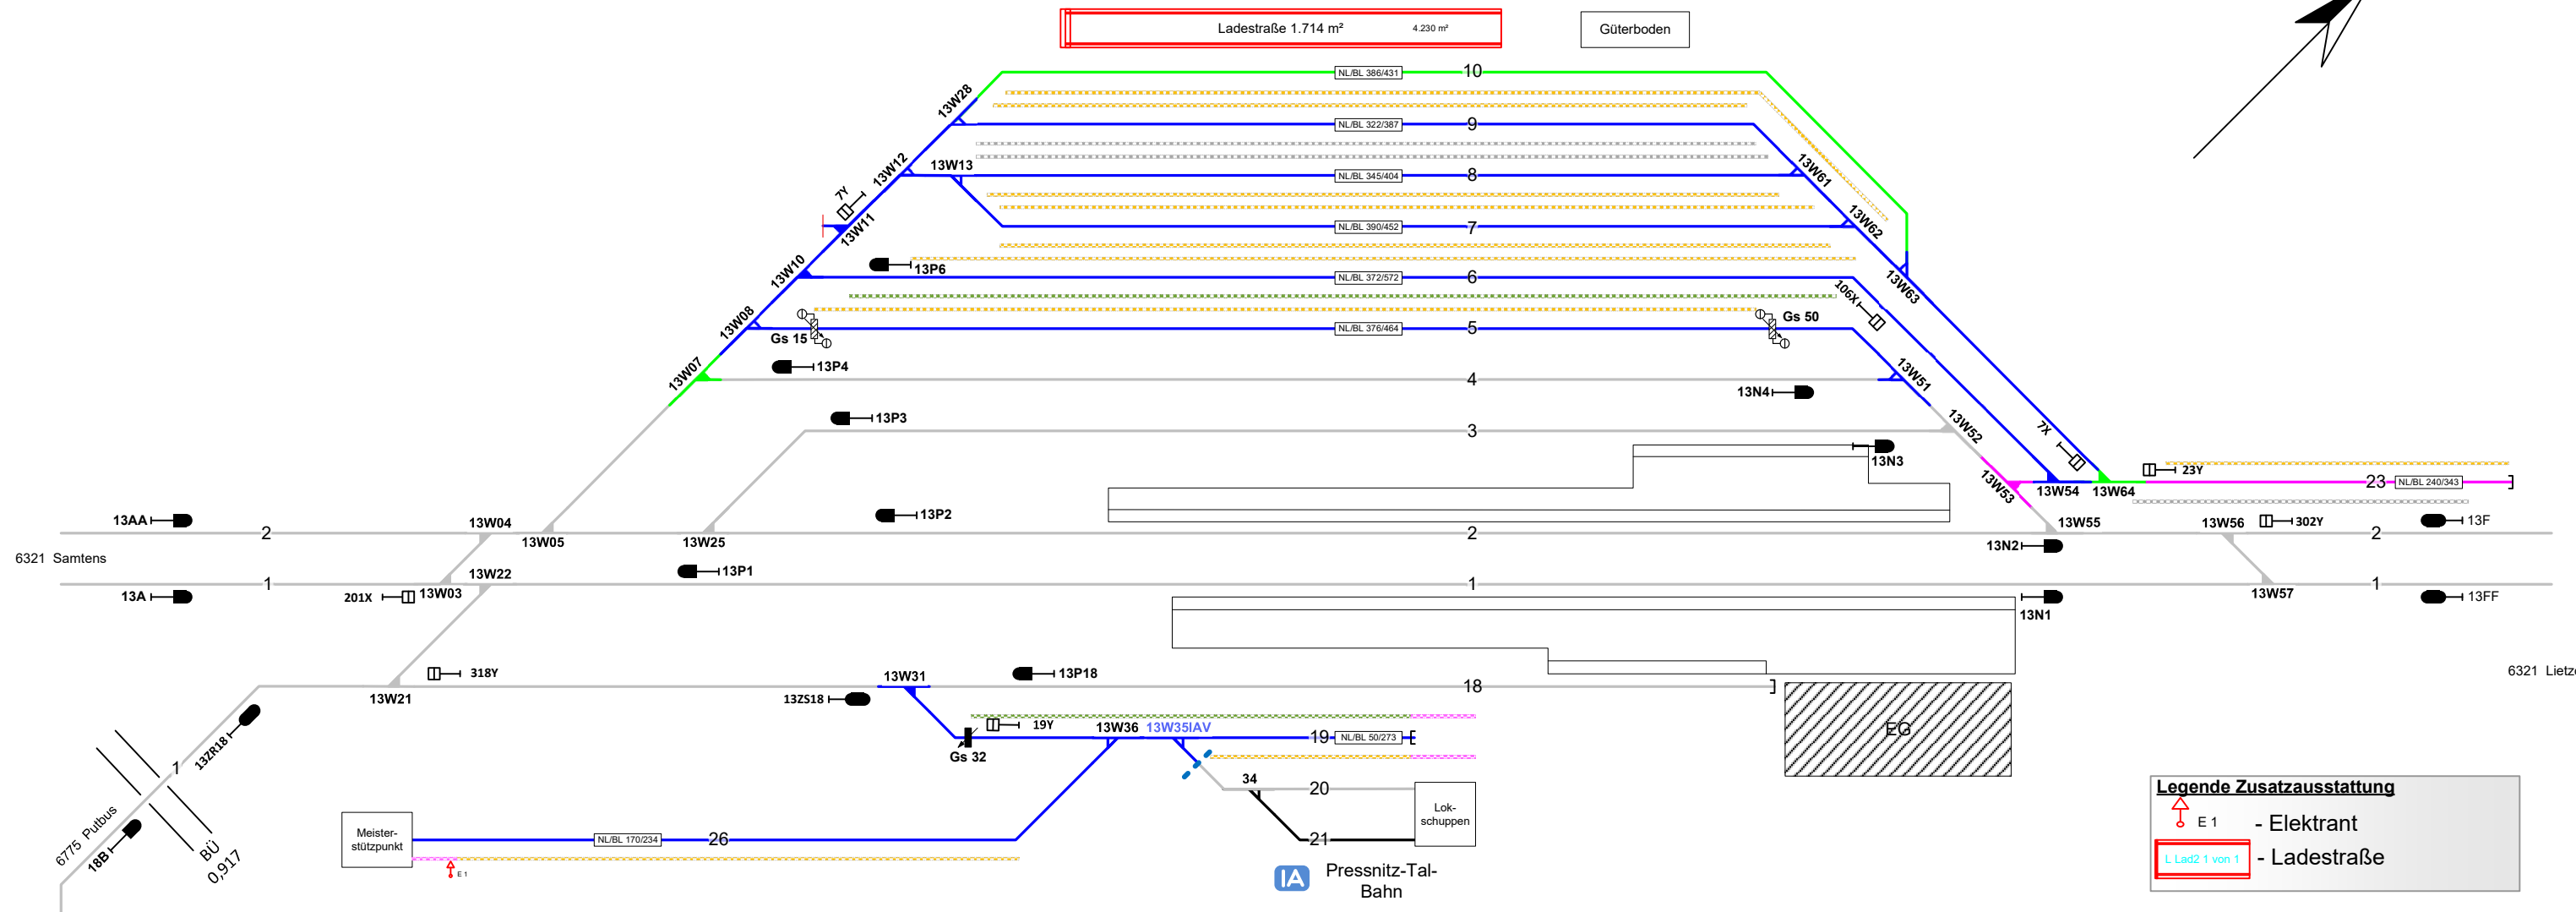 Ladestraße 1.714 m² 4.230 m²
Güterboden
NL/BL 386/431 10
13W28
NL/BL 322/387 9
13W12 13W13
NL/BL 345/404 8
13W61
7Y
13W11
NL/BL 390/452 7
13W62
13W10
13P6
NL/BL 372/572 6
13W63
106X
13W08
Gs 15
NL/BL 376/464 5
Gs 50
13W07
13P4
4
13N4
13W51
13P3
3
13W52
13N3
7X
23Y
13W53
13W54 13W64
23 NL/BL 240/343
13AA
2
13W04
13W05
13W25
13P2
2
13N2
13W55
13W56
302Y
13F
2
6321 Samtens
1
13A
201X
13W03
13W22
13P1
1
13N1
13W57
1
13FF
6321 Lietz
318Y
13W21
13ZS18
13W31
13P18
18
EG
13ZR18
19Y
13W36 13W35IAV
19 NL/BL 50/273
Gs 32
1
34
20
Lok-
schuppen
21
6775 Putbus
18B
BÜ
0,917
Meister-
stützpunkt
NL/BL 170/234 26
E 1
IA
Pressnitz-Tal-
Bahn
Legende Zusatzausstattung
E 1 - Elektrant
L Lad2 1 von 1 - Ladestraße